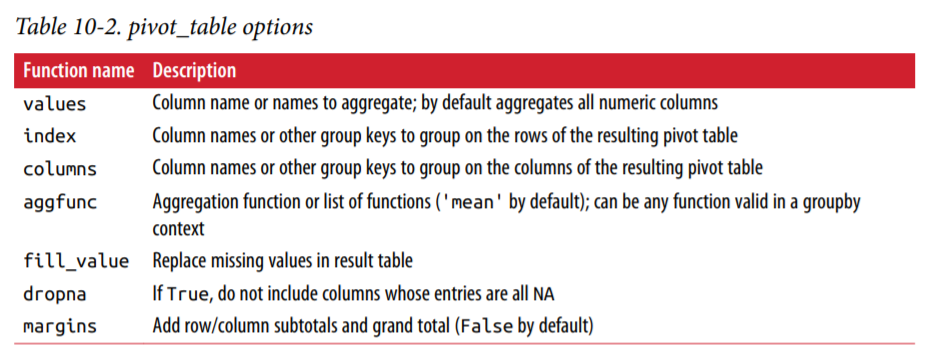 Table 10-2. pivot_table options
Function name Description
values Column name or names to aggregate; by default aggregates all numeric columns
index Column names or other group keys to group on the rows of the resulting pivot table
columns Column names or other group keys to group on the columns of the resulting pivot table
aggfunc Aggregation function or list of functions ('mean' by default); can be any function valid in a groupby
context
fill_value Replace missing values in result table
dropna If True, do not include columns whose entries are all NA
margins Add row/column subtotals and grand total (False by default)